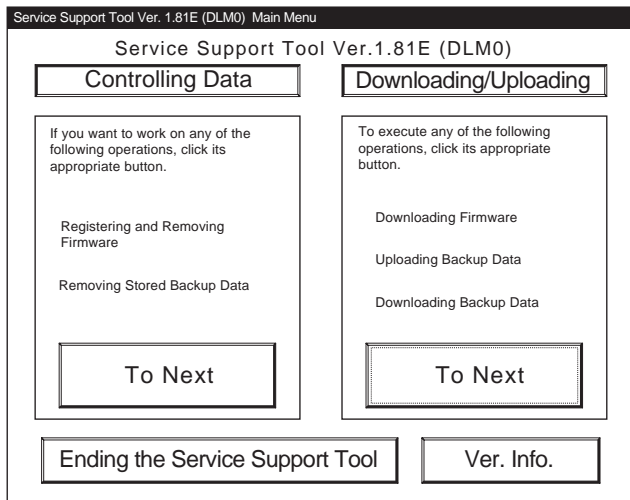 Service Support Tool Ver. 1.81E (DLM0) Main Menu
Service Support Tool Ver.1.81E (DLM0)
Controlling Data
If you want to work on any of the
following operations, click its
appropriate button.
Registering and Removing
Firmware
Removing Stored Backup Data
To Next
Downloading/Uploading
To execute any of the following
operations, click its appropriate
button.
Downloading Firmware
Uploading Backup Data
Downloading Backup Data
To Next
Ending the Service Support Tool
Ver. Info.